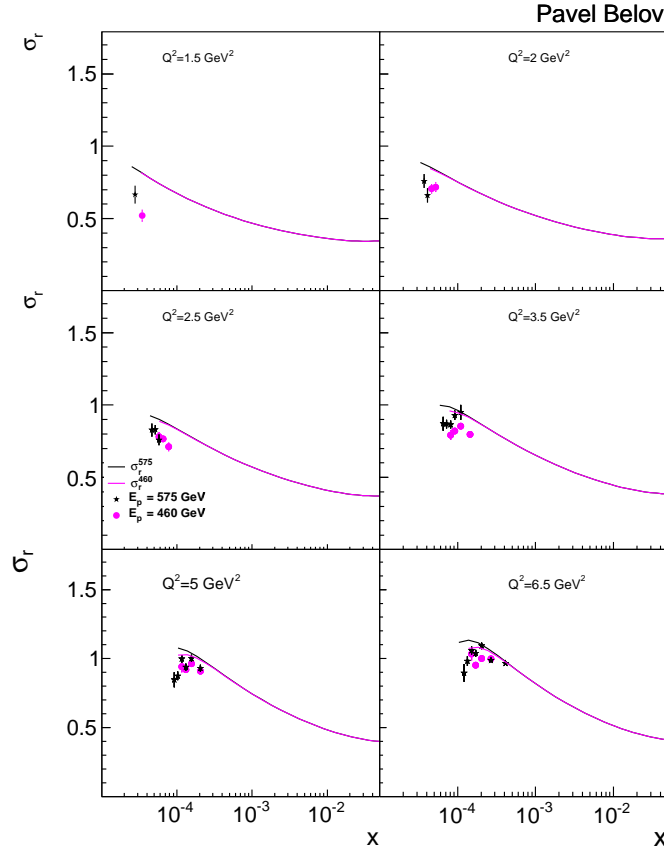 Pavel Belov
σr
Q²=1.5 GeV²
Q²=2 GeV²
1.5
1
0.5
σr
Q²=2.5 GeV²
Q²=3.5 GeV²
1.5
1
0.5
σr^575
σr^460
Ep = 575 GeV
Ep = 460 GeV
σr
Q²=5 GeV²
Q²=6.5 GeV²
1.5
1
0.5
10⁻⁴ 10⁻³ 10⁻² 10⁻⁴ 10⁻³ 10⁻²
x x